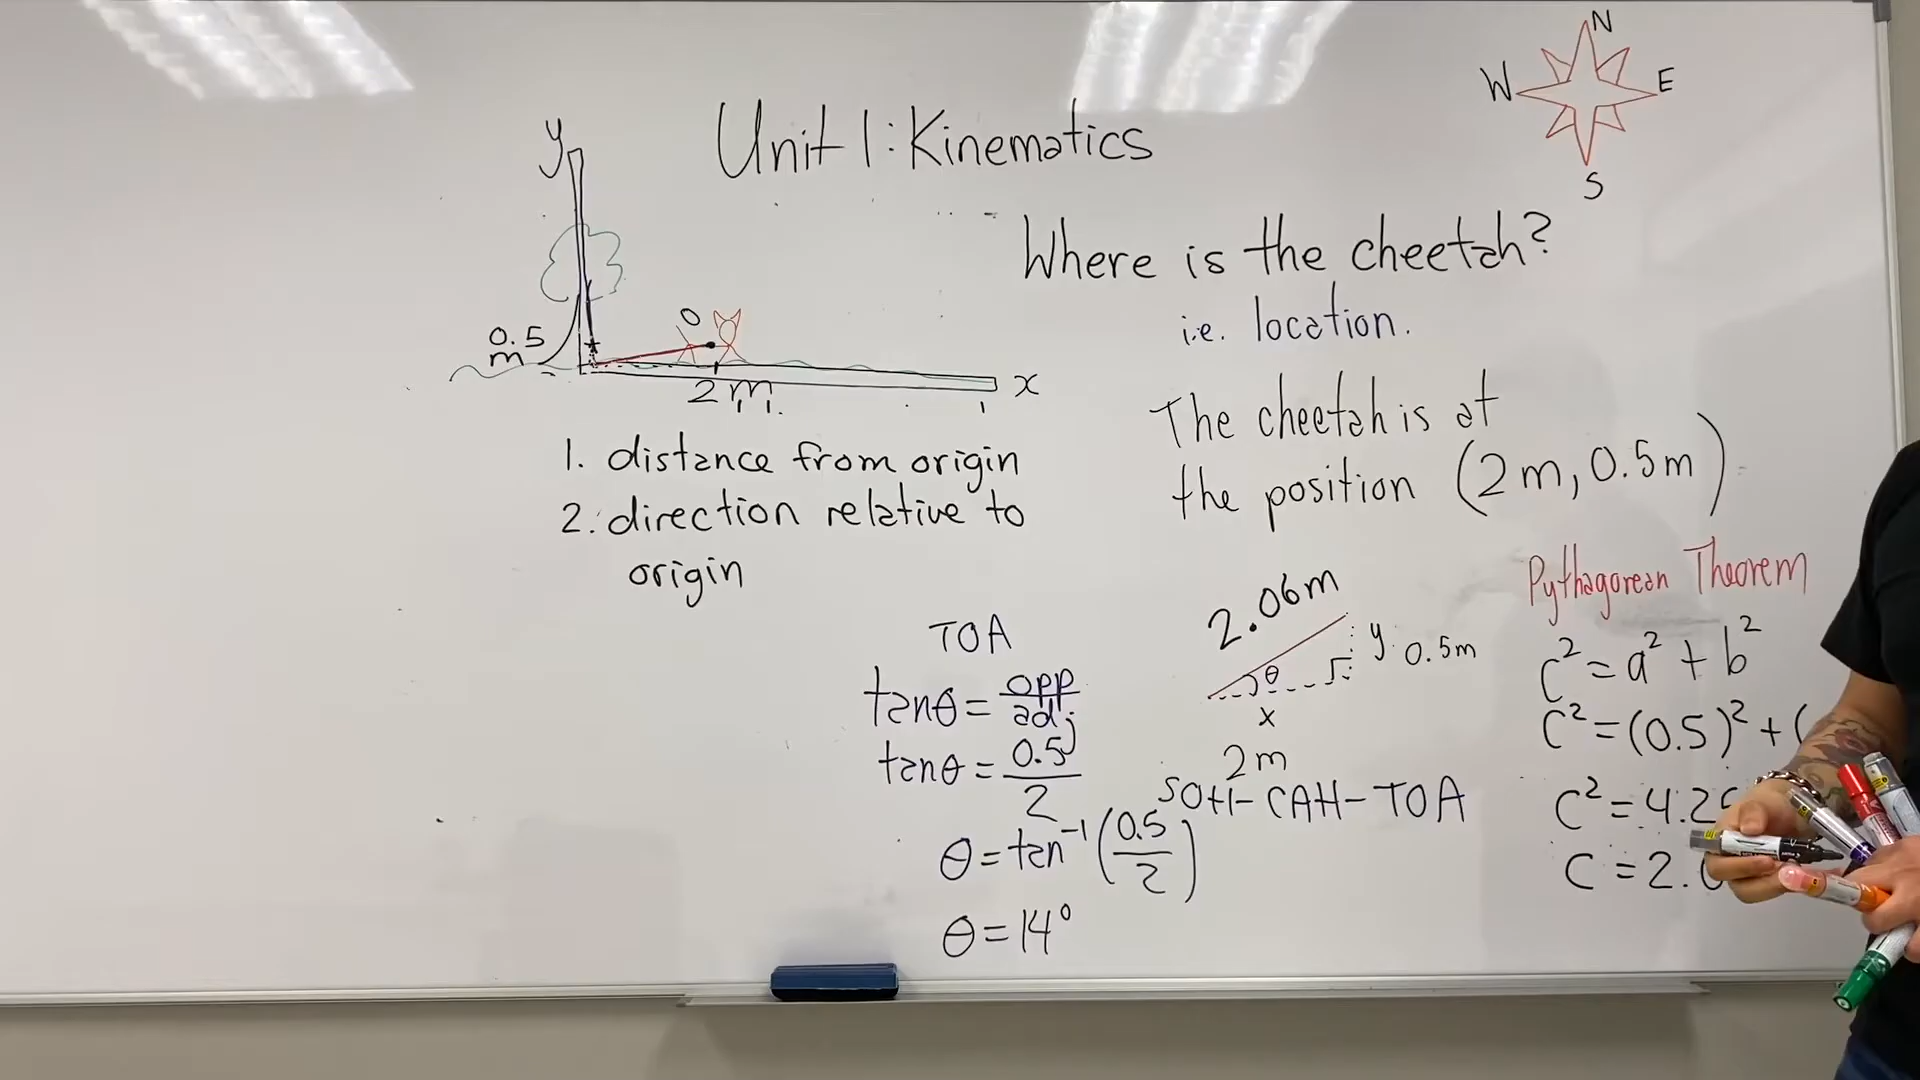 Unit 1: Kinematics
N
W E
S
y
0.5
m
2m
x
Where is the cheetah?
i.e. location.
The cheetah is at
the position (2m, 0.5m)
1. distance from origin
2. direction relative to
origin
TOA
tanθ = opp/adj
tanθ = 0.5/2
θ = tan⁻¹(0.5/2)
θ = 14°
2.06m
θ
y 0.5m
x
2m
SOH-CAH-TOA
Pythagorean Theorem
c² = a² + b²
c² = (0.5)² + (
c² = 4.2
c = 2.